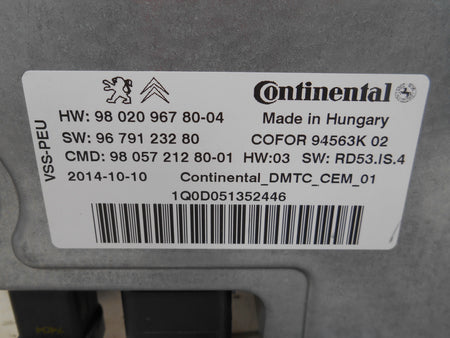 Continental
VSS-PEU
HW: 98 020 967 80-04
Made in Hungary
SW: 96 791 232 80
COFOR 94563K 02
CMD: 98 057 212 80-01 HW:03 SW: RD53.IS.4
2014-10-10 Continental_DMTC_CEM_01
1Q0D051352446